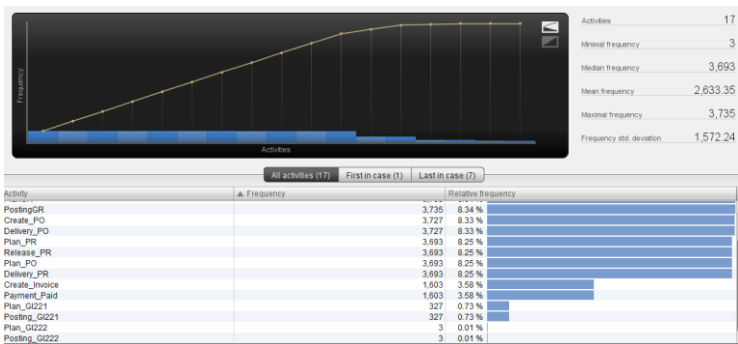 Frequency
Activities
Activities 17
Minimal frequency 3
Median frequency 3,693
Mean frequency 2,633.35
Maximal frequency 3,735
Frequency std. deviation 1,572.24
All activities (17) First in case (1) Last in case (7)
Activity Frequency Relative frequency
PostingGR 3,735 8.34 %
Create_PO 3,727 8.33 %
Delivery_PO 3,727 8.33 %
Plan_PR 3,693 8.25 %
Release_PR 3,693 8.25 %
Plan_PO 3,693 8.25 %
Delivery_PR 3,693 8.25 %
Create_Invoice 1,603 3.58 %
Payment_Paid 1,603 3.58 %
Plan_GI221 327 0.73 %
Posting_GI221 327 0.73 %
Plan_GI222 3 0.01 %
Posting_GI222 3 0.01 %